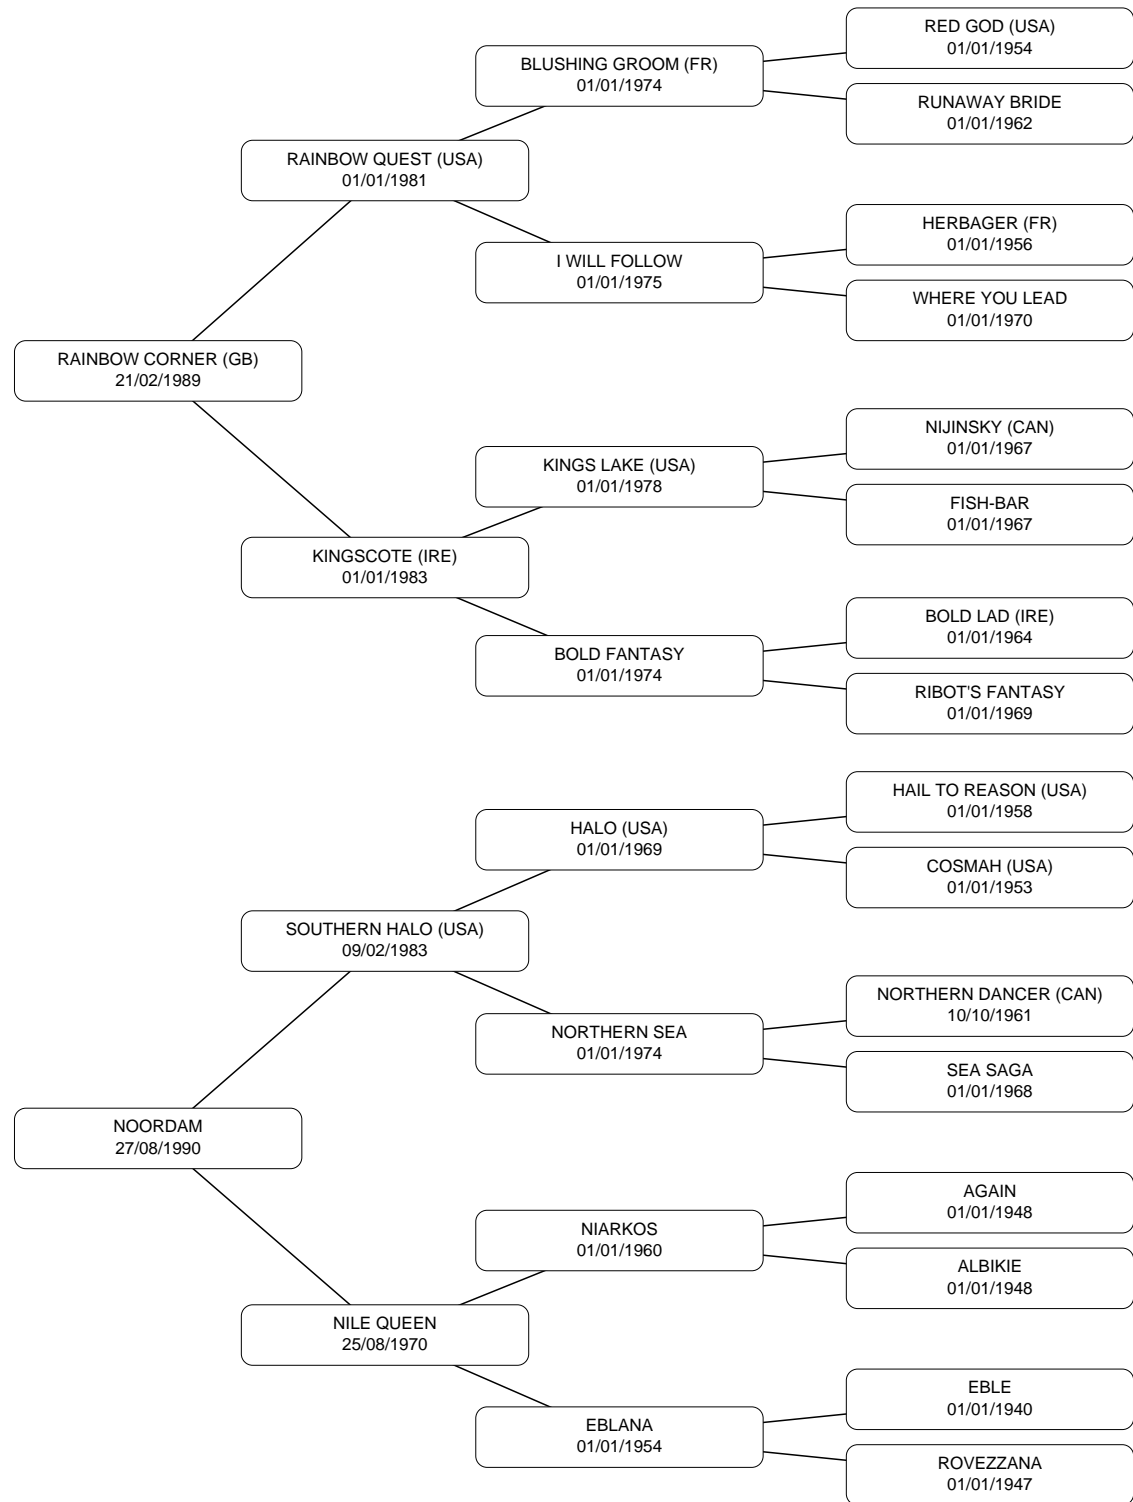 RED GOD (USA)
01/01/1954
BLUSHING GROOM (FR)
01/01/1974
RUNAWAY BRIDE
01/01/1962
RAINBOW QUEST (USA)
01/01/1981
HERBAGER (FR)
01/01/1956
I WILL FOLLOW
01/01/1975
WHERE YOU LEAD
01/01/1970
RAINBOW CORNER (GB)
21/02/1989
NIJINSKY (CAN)
01/01/1967
KINGS LAKE (USA)
01/01/1978
FISH-BAR
01/01/1967
KINGSCOTE (IRE)
01/01/1983
BOLD LAD (IRE)
01/01/1964
BOLD FANTASY
01/01/1974
RIBOT'S FANTASY
01/01/1969
HAIL TO REASON (USA)
01/01/1958
HALO (USA)
01/01/1969
COSMAH (USA)
01/01/1953
SOUTHERN HALO (USA)
09/02/1983
NORTHERN DANCER (CAN)
10/10/1961
NORTHERN SEA
01/01/1974
SEA SAGA
01/01/1968
NOORDAM
27/08/1990
AGAIN
01/01/1948
NIARKOS
01/01/1960
ALBIKIE
01/01/1948
NILE QUEEN
25/08/1970
EBLE
01/01/1940
EBLANA
01/01/1954
ROVEZZANA
01/01/1947